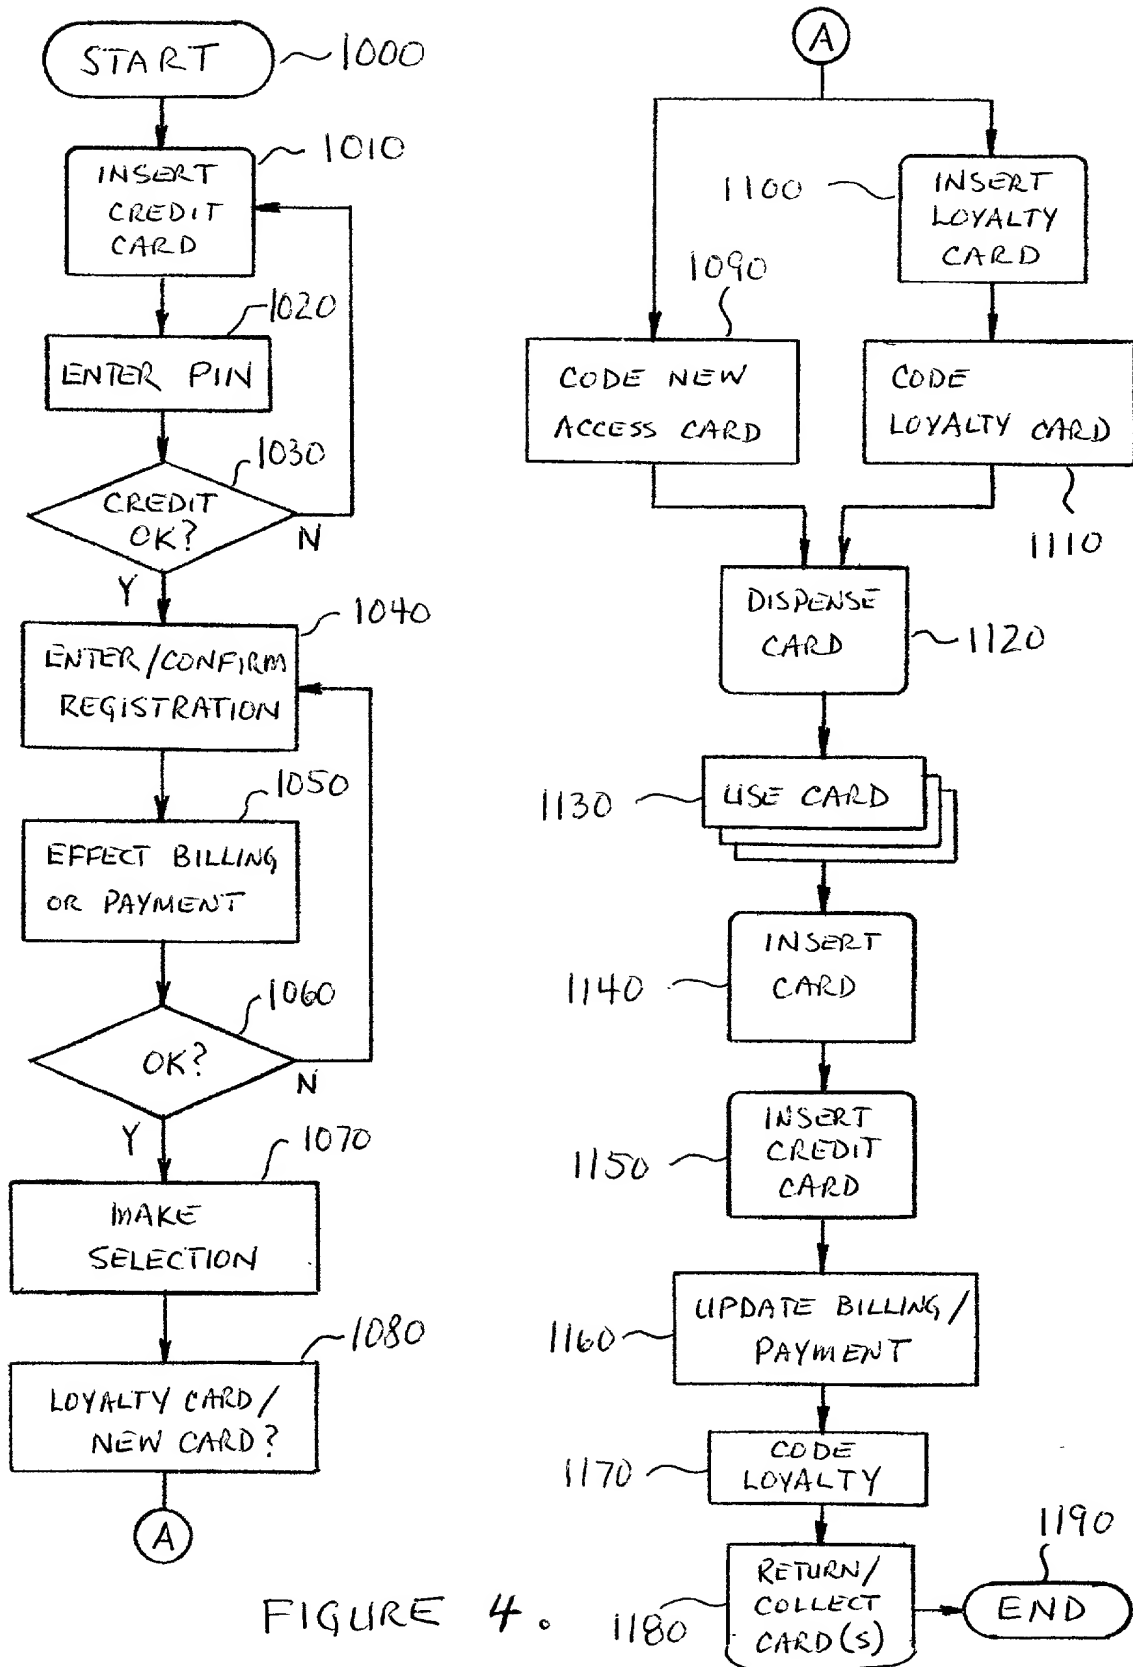 START
1000
INSERT
CREDIT
CARD
1010
ENTER PIN
1020
CREDIT
OK?
1030
N
Y
ENTER/CONFIRM
REGISTRATION
1040
EFFECT BILLING
OR PAYMENT
1050
OK?
1060
N
Y
MAKE
SELECTION
1070
LOYALTY CARD/
NEW CARD?
1080
A
A
INSERT
LOYALTY
CARD
1100
CODE NEW
ACCESS CARD
1090
CODE
LOYALTY CARD
1110
DISPENSE
CARD
1120
USE CARD
1130
INSERT
CARD
1140
INSERT
CREDIT
CARD
1150
UPDATE BILLING/
PAYMENT
1160
CODE
LOYALTY
1170
RETURN/
COLLECT
CARD(S)
1180
END
1190
FIGURE 4.